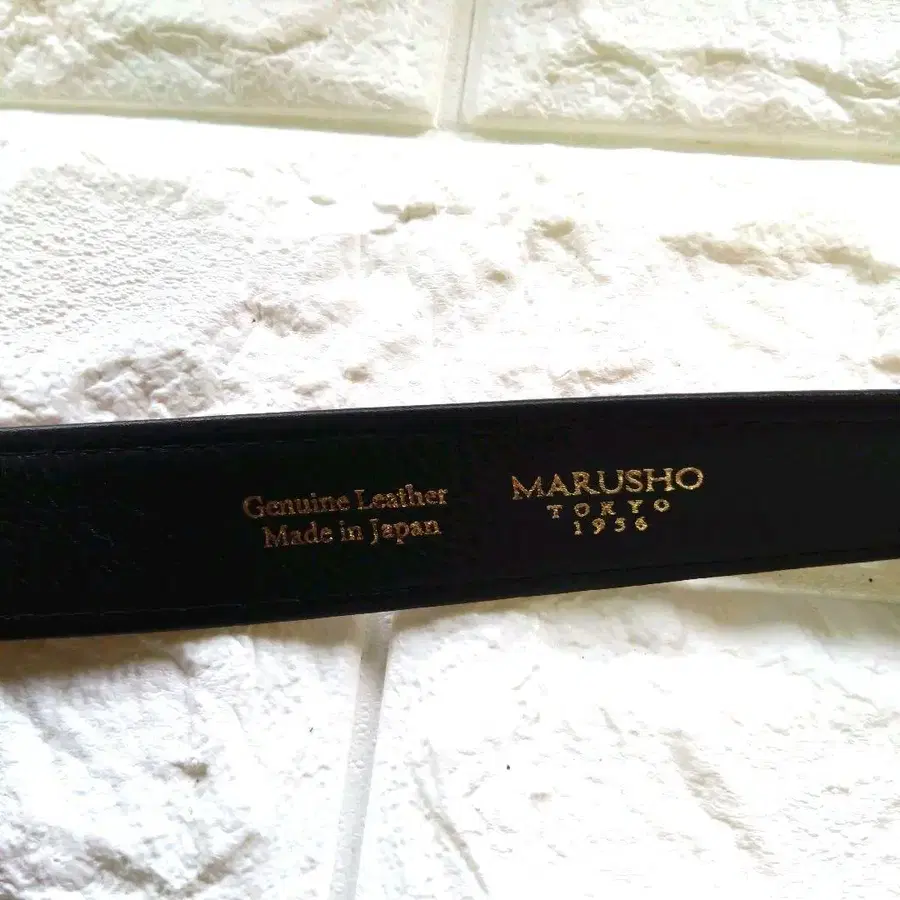 Genuine Leather
Made in Japan
MARUSHO
TOKYO
1956